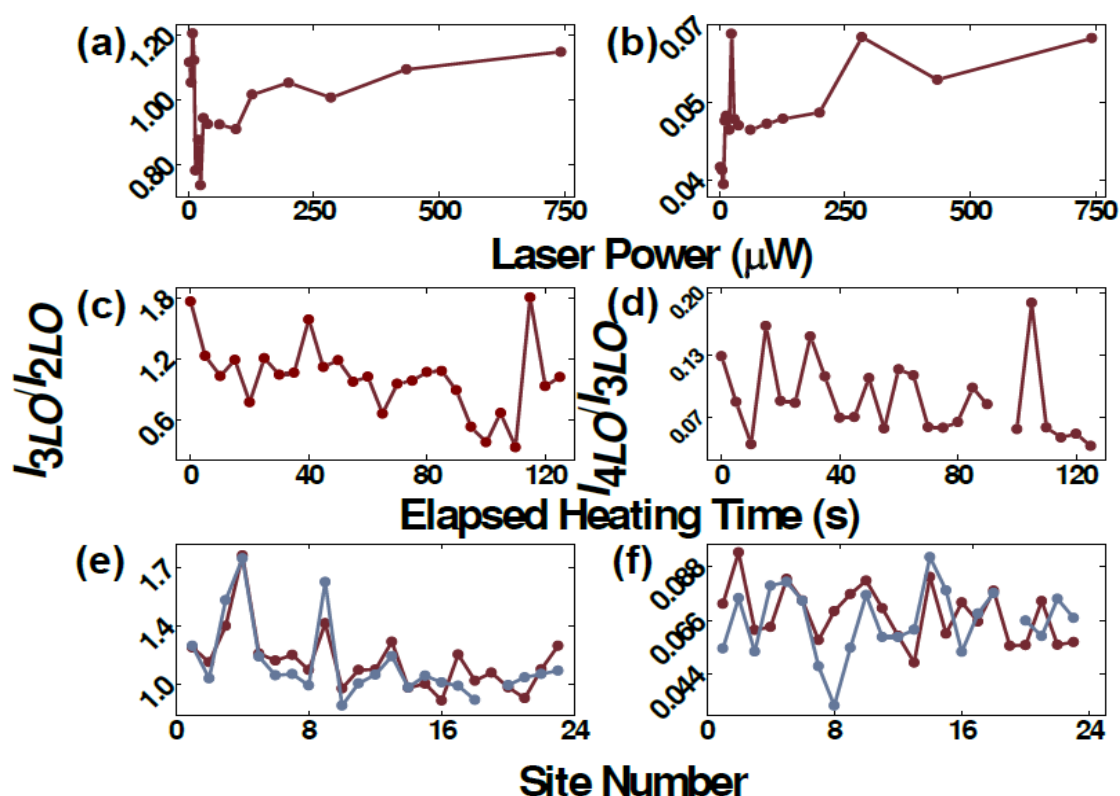 (a) (b)
1.20 1.00 0.80
0.07 0.05 0.04
0 250 500 750
0 250 500 750
Laser Power (μW)
(c) (d)
I3LO/I2LO
I4LO/I3LO
1.8 1.2 0.6
0.20 0.13 0.07
0 40 80 120
0 40 80 120
Elapsed Heating Time (s)
(e) (f)
1.7 1.4 1.0
0.088 0.066 0.044
0 8 16 24
0 8 16 24
Site Number